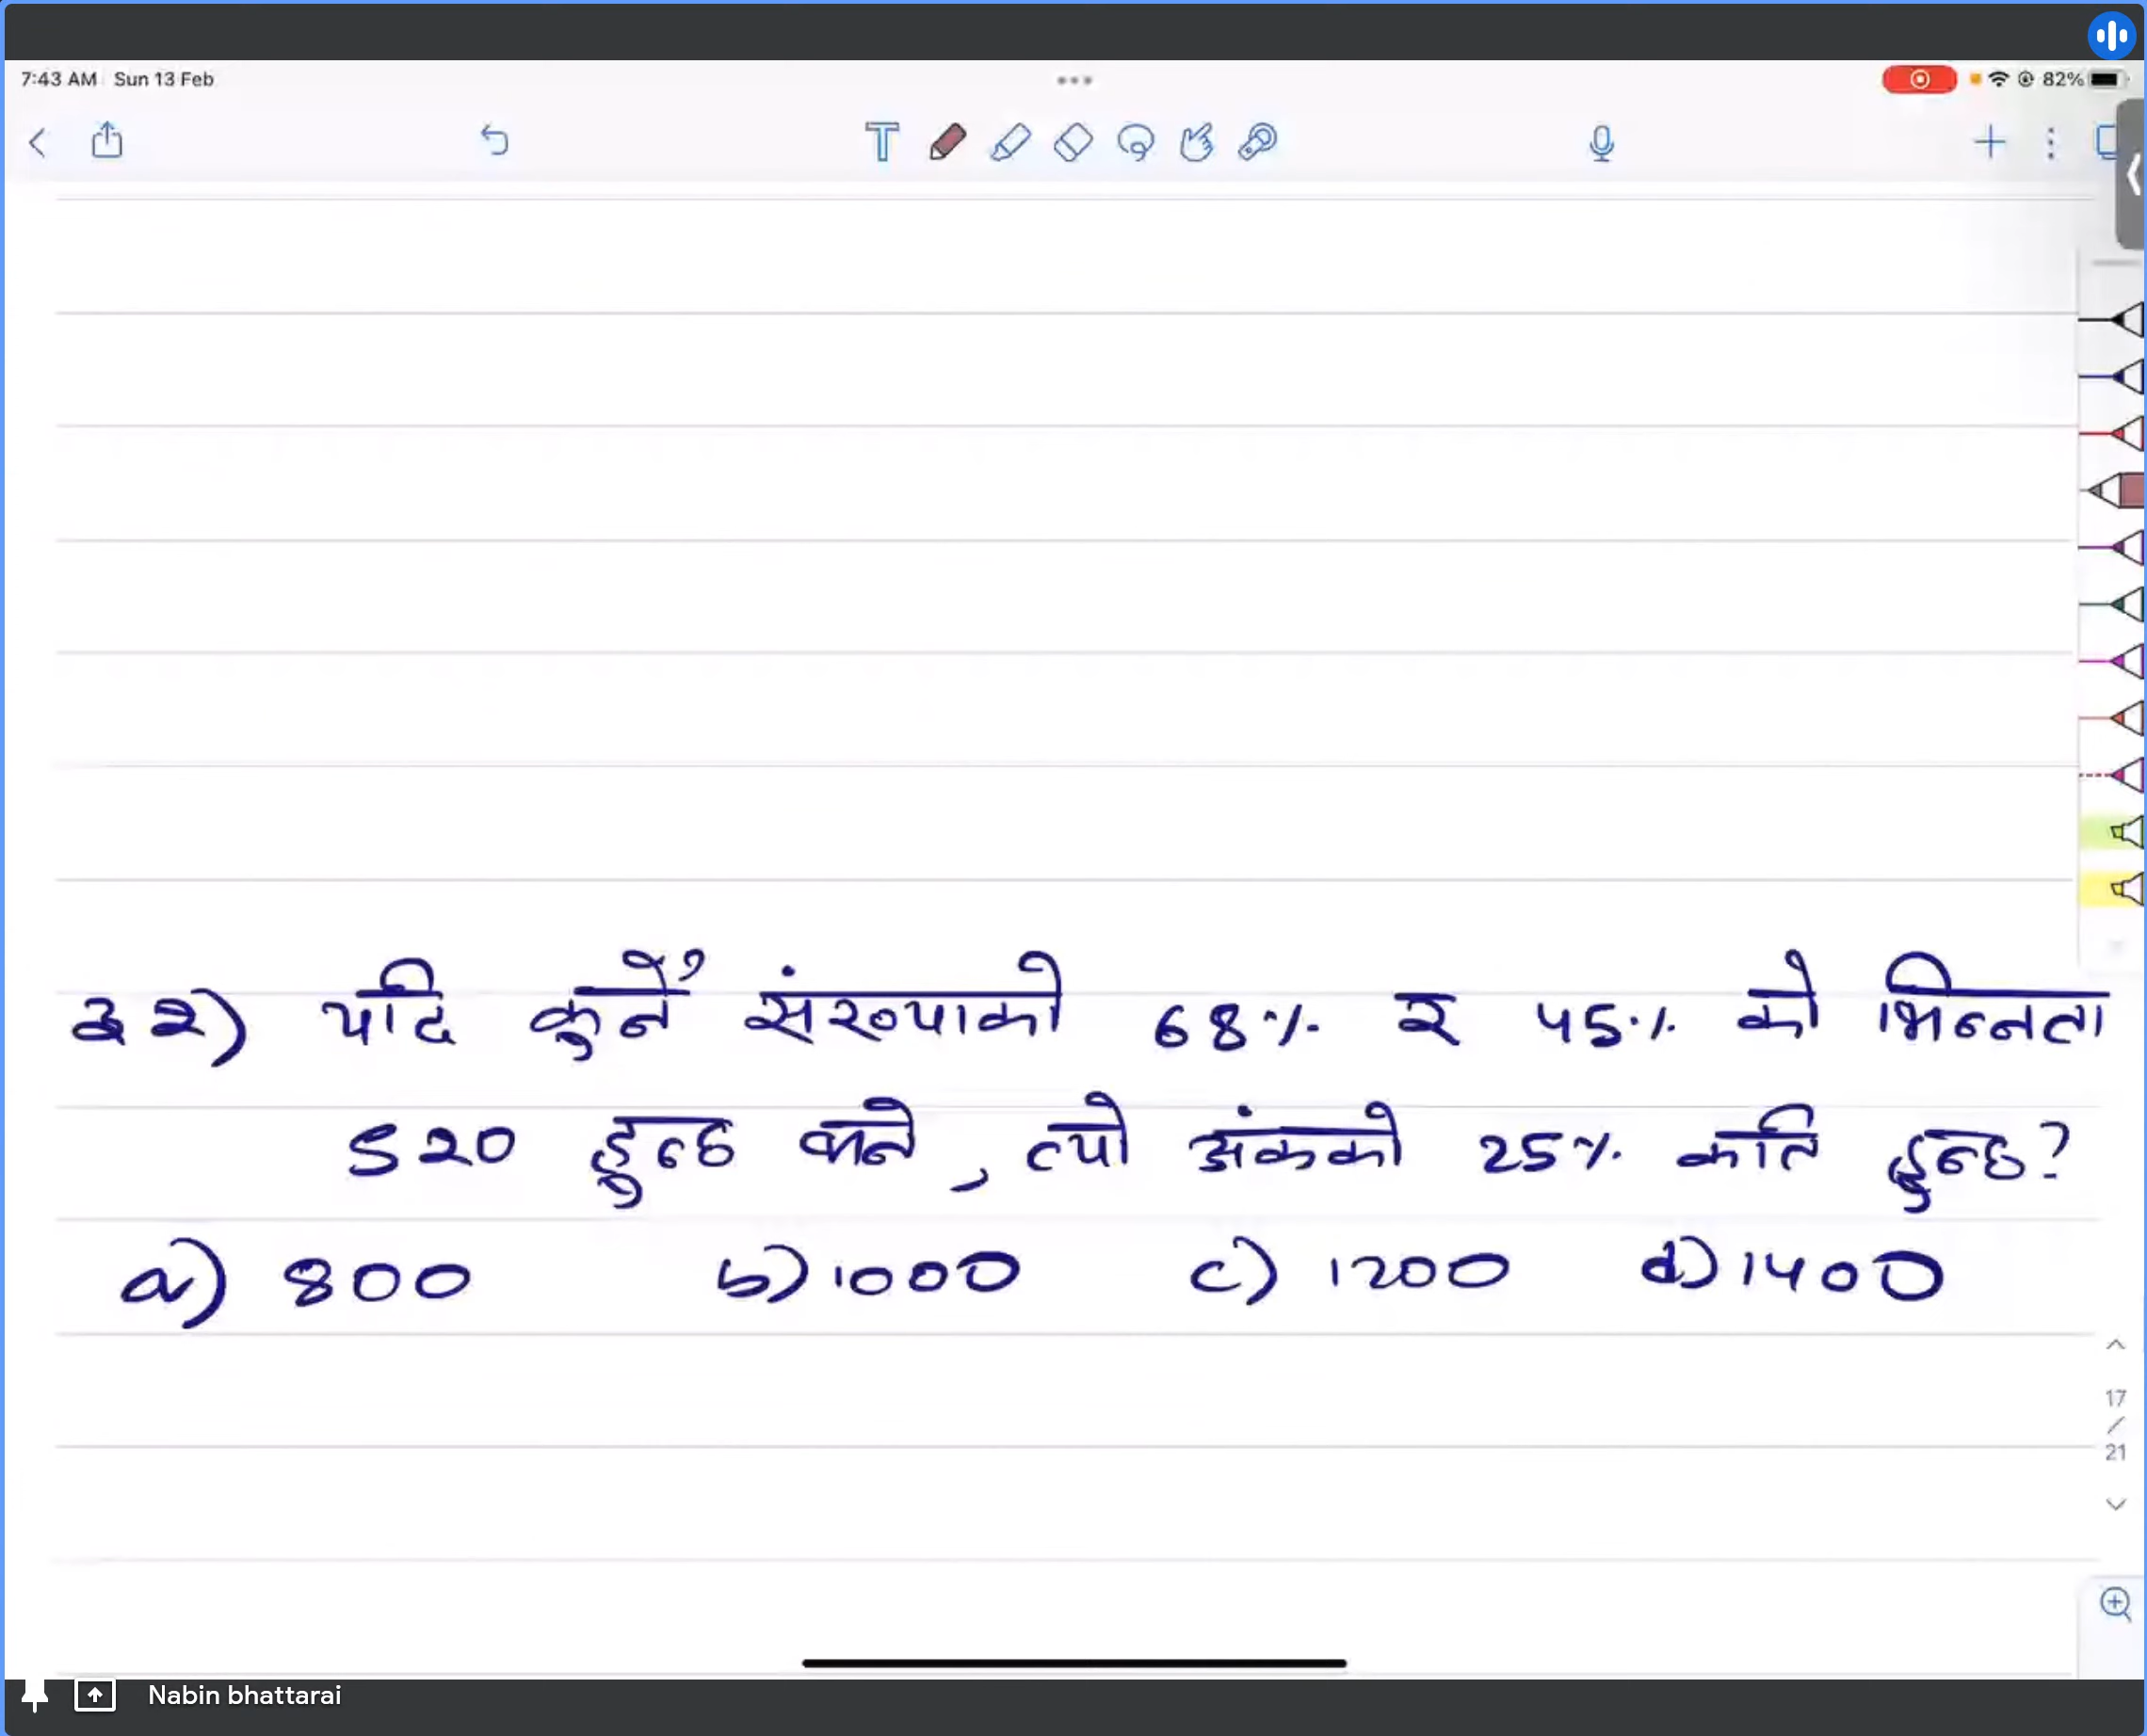 7:43 AM Sun 13 Feb
82%
३२) यदि कुनै संख्याको 68% र 45% को भिन्नता
520 हुन्छ भने, त्यो अंकको 25% कति हुन्छ?
a) 800 b) 1000 c) 1200 d) 1400
17
/
21
Nabin bhattarai